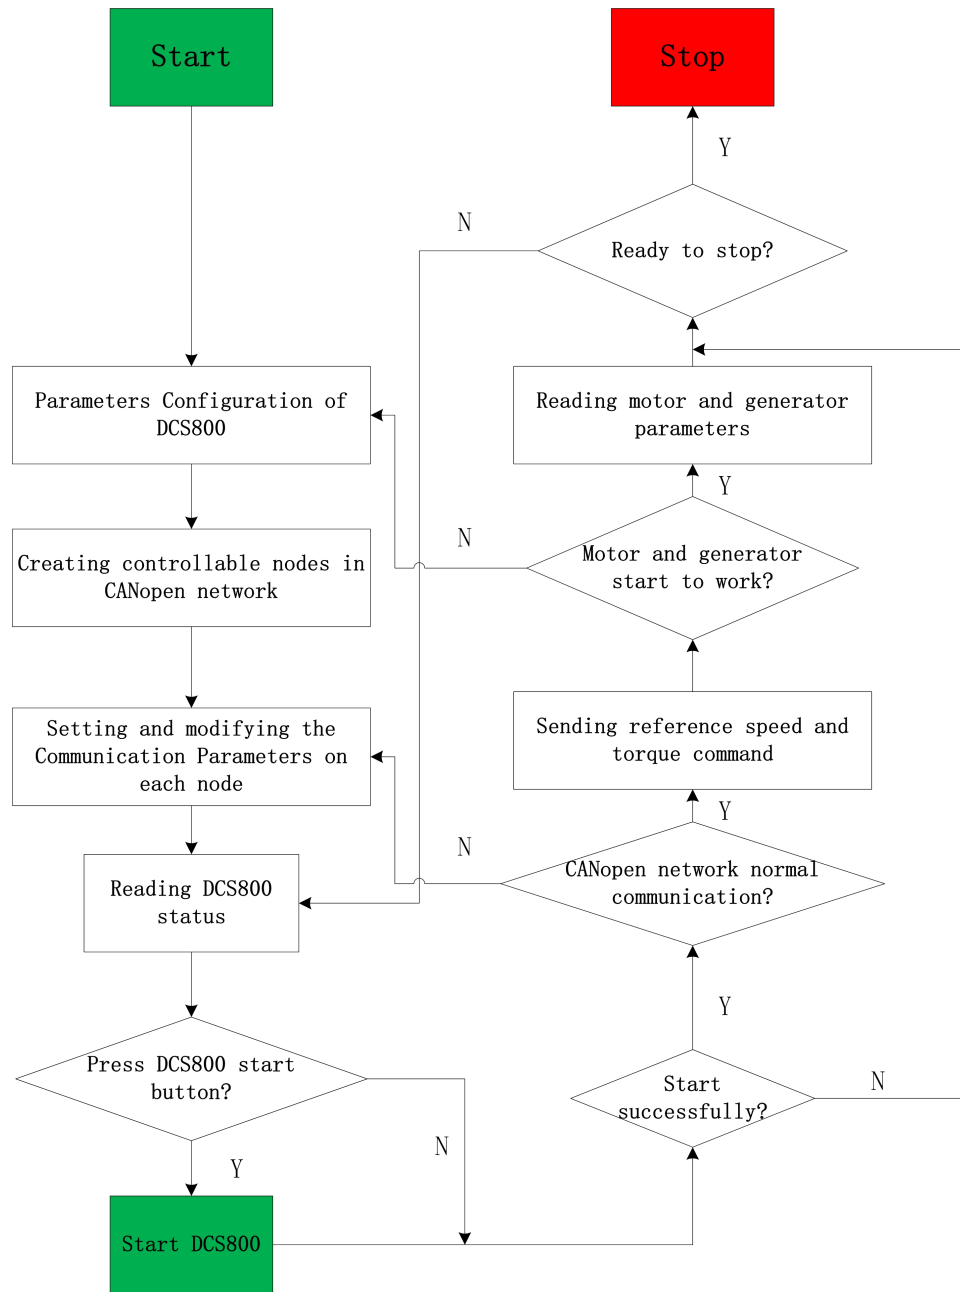 Start
Stop
Y
N
Ready to stop?
Parameters Configuration of
DCS800
Reading motor and generator
parameters
Y
N
Creating controllable nodes in
CANopen network
Motor and generator
start to work?
Setting and modifying the
Communication Parameters on
each node
Sending reference speed and
torque command
Y
N
Reading DCS800
status
CANopen network normal
communication?
Y
Press DCS800 start
button?
Start
successfully?
N
N
Y
Start DCS800